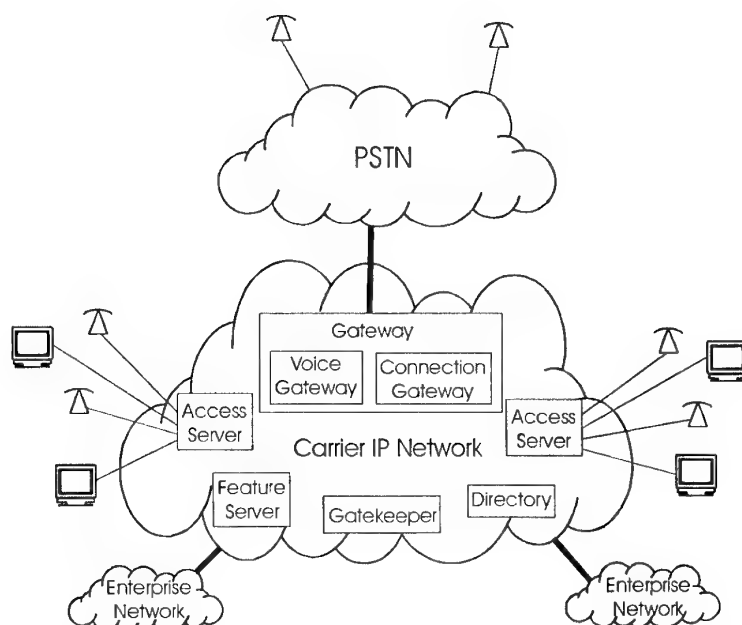 PSTN
Gateway
Voice
Gateway
Connection
Gateway
Access
Server
Access
Server
Carrier IP Network
Feature
Server
Gatekeeper
Directory
Enterprise
Network
Enterprise
Network